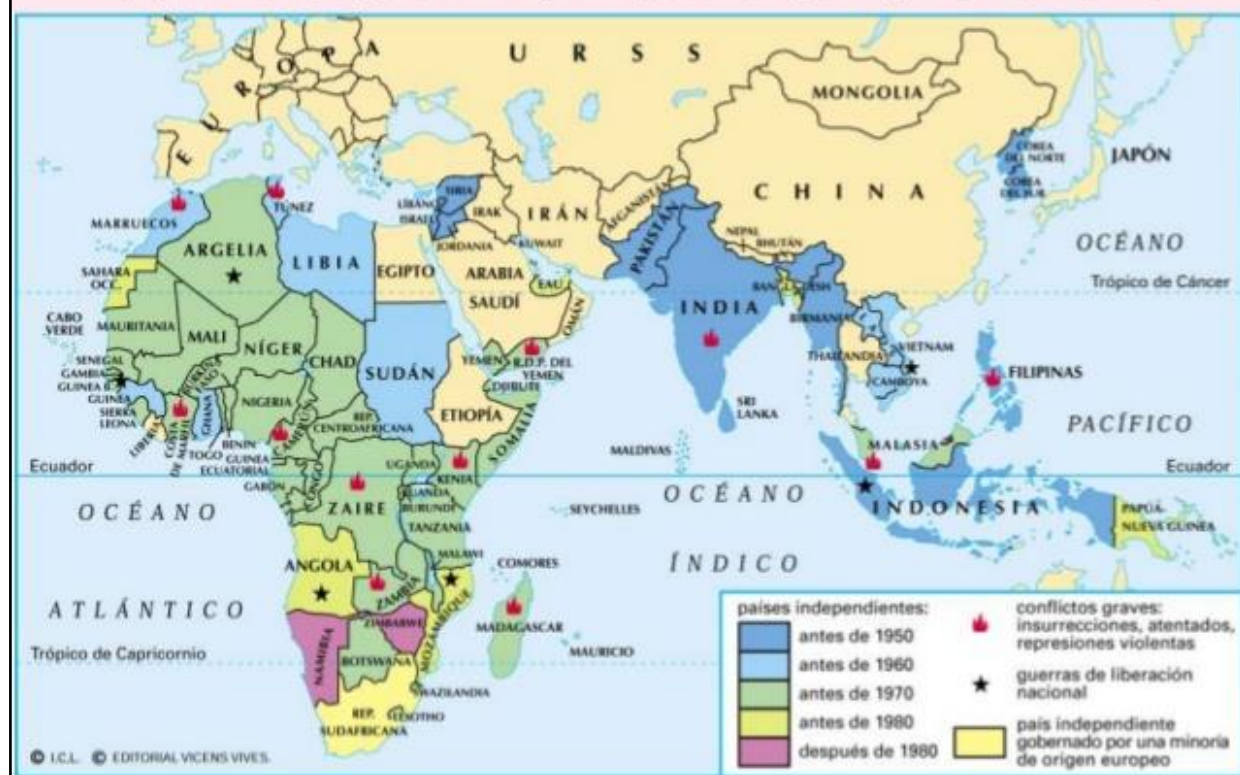 EUROPA
URSS
MONGOLIA
COREA
DEL NORTE
JAPÓN
COREA
DEL SUR
CHINA
MARRUECOS
TÚNEZ
SIRIA
LÍBANO
ISRAEL
IRAK
IRÁN
AFGANISTÁN
JORDANIA
KUWAIT
PAKISTÁN
NEPAL
BHUTÁN
OCÉANO
PACÍFICO
ARGELIA
LIBIA
EGIPTO
ARABIA
SAUDÍ
EAU
OMÁN
INDIA
BANGLADESH
BIRMANIA
Trópico de Cáncer
SAHARA
OCC.
CABO
VERDE
MAURITANIA
MALI
NÍGER
CHAD
SUDÁN
YEMEN
R.D.P. DEL
YEMEN
THAILANDIA
VIETNAM
CAMBOYA
FILIPINAS
SENEGAL
GAMBIA
GUINEA B.
GUINEA
SIERRA
LEONA
LIBERIA
BURKINA
FASO
COSTA
DE MARFIL
GHANA
TOGO
BENIN
NIGERIA
CAMERÚN
GUINEA
ECUATORIAL
REP.
CENTROAFRICANA
DJIBUTI
ETIOPÍA
SOMALIA
SRI
LANKA
MALDIVAS
MALASIA
Ecuador
Ecuador
GABÓN
CONGO
ZAIRE
UGANDA
KENIA
RUANDA
BURUNDI
TANZANIA
SEYCHELLES
OCÉANO
ÍNDICO
INDONESIA
PAPÚA-
NUEVA GUINEA
OCÉANO
ATLÁNTICO
ANGOLA
ZAMBIA
MALAWI
COMORES
MOZAMBIQUE
MADAGASCAR
MAURICIO
ZIMBABWE
NAMIBIA
BOTSWANA
SWAZILANDIA
LESOTHO
REP.
SUDAFRICANA
Trópico de Capricornio
países independientes:
antes de 1950
antes de 1960
antes de 1970
antes de 1980
después de 1980
conflictos graves:
insurrecciones, atentados,
represiones violentas
guerras de liberación
nacional
país independiente
gobernado por una minoría
de origen europeo
© I.C.L. © EDITORIAL VICENS VIVES.